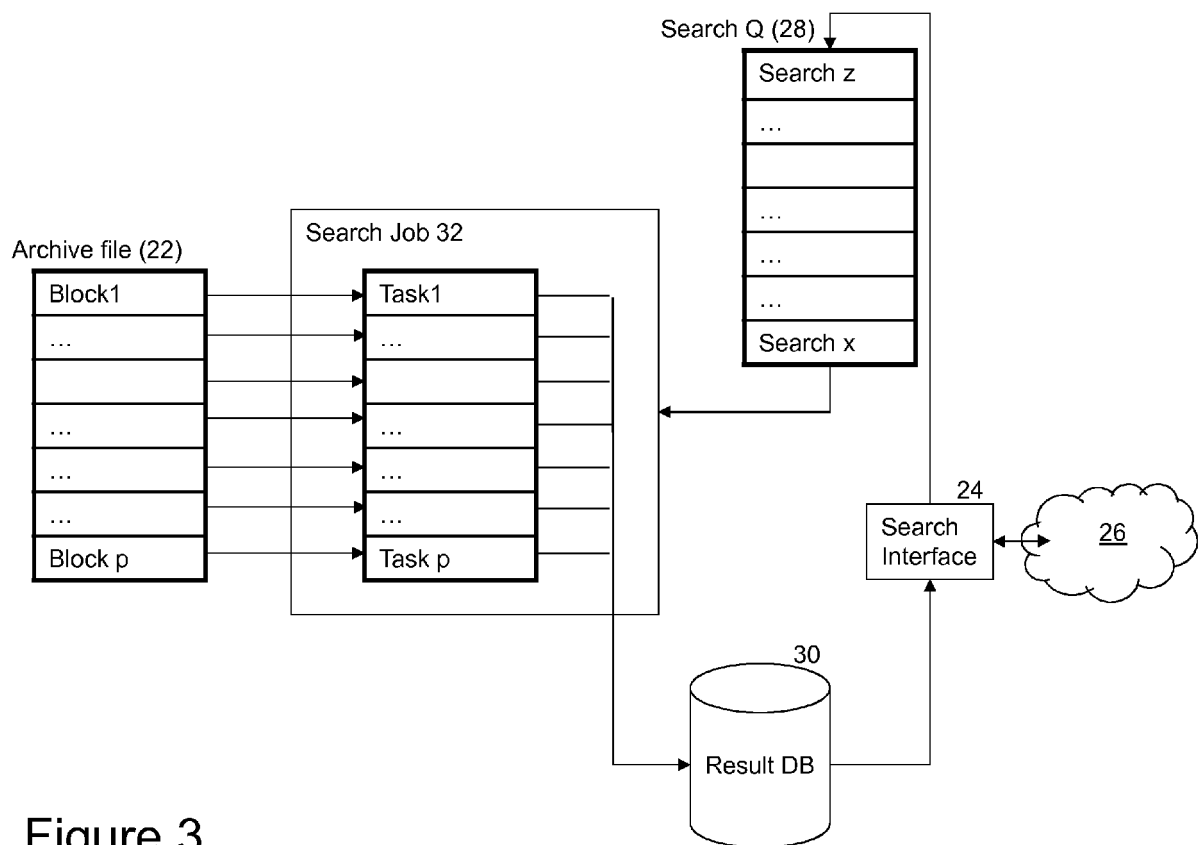 Search Q (28)
Search z
...
...
...
...
Search x
Search Job 32
Archive file (22)
Block1
...
...
...
...
Block p
Task1
...
...
...
...
Task p
24
Search
Interface
26
30
Result DB
Figure 3